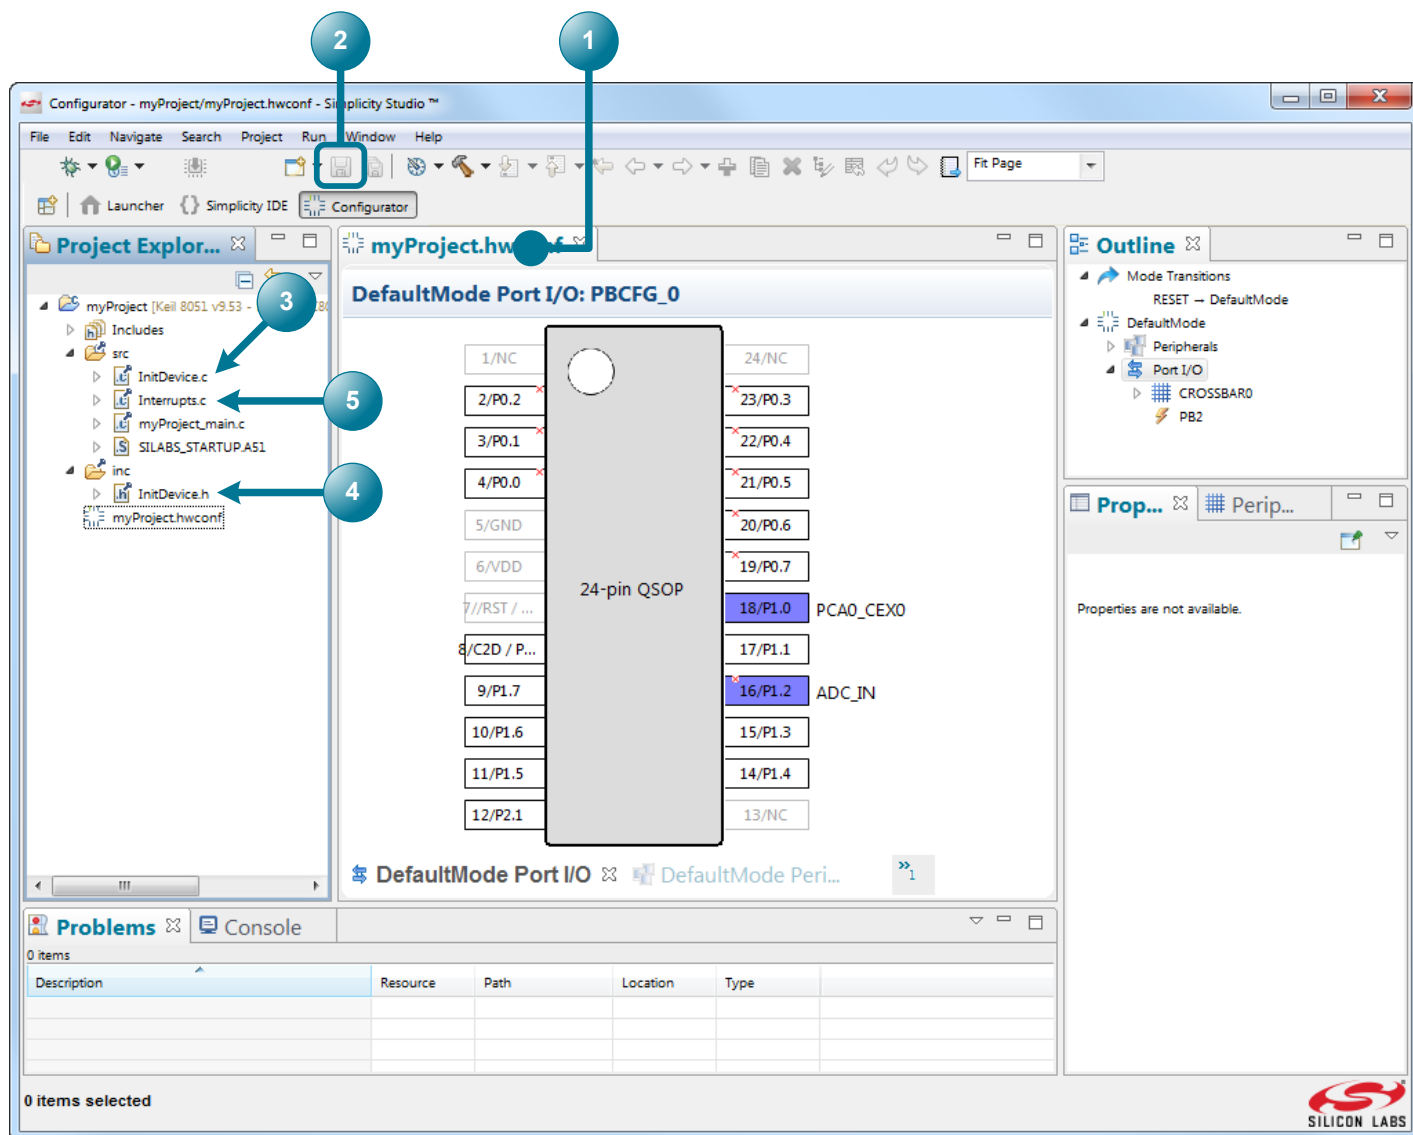 2
1
Configurator - myProject/myProject.hwconf - Simplicity Studio ™
File Edit Navigate Search Project Run Window Help
Fit Page
Launcher Simplicity IDE Configurator
Project Explor...
myProject [Keil 8051 v9.53 -
3
Includes
src
InitDevice.c
Interrupts.c
5
myProject_main.c
SILABS_STARTUP.A51
inc
InitDevice.h
4
myProject.hwconf
DefaultMode Port I/O: PBCFG_0
1/NC
24/NC
2/P0.2
23/P0.3
3/P0.1
22/P0.4
4/P0.0
21/P0.5
5/GND
20/P0.6
6/VDD
19/P0.7
24-pin QSOP
7//RST / ...
18/P1.0 PCA0_CEX0
8/C2D / P...
17/P1.1
9/P1.7
16/P1.2 ADC_IN
10/P1.6
15/P1.3
11/P1.5
14/P1.4
12/P2.1
13/NC
DefaultMode Port I/O DefaultMode Peri... »1
Outline
Mode Transitions
RESET → DefaultMode
DefaultMode
Peripherals
Port I/O
CROSSBAR0
PB2
Prop... Perip...
Properties are not available.
Problems Console
0 items
Description Resource Path Location Type
0 items selected
SILICON LABS